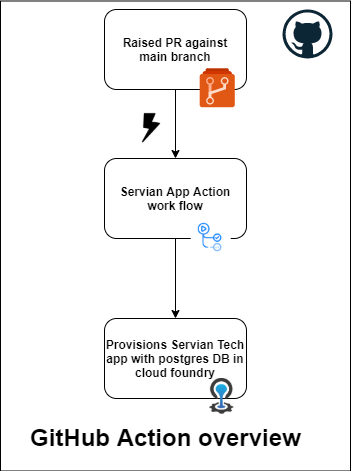 Raised PR against
main branch
Servian App Action
work flow
Provisions Servian Tech
app with postgres DB in
cloud foundry
GitHub Action overview